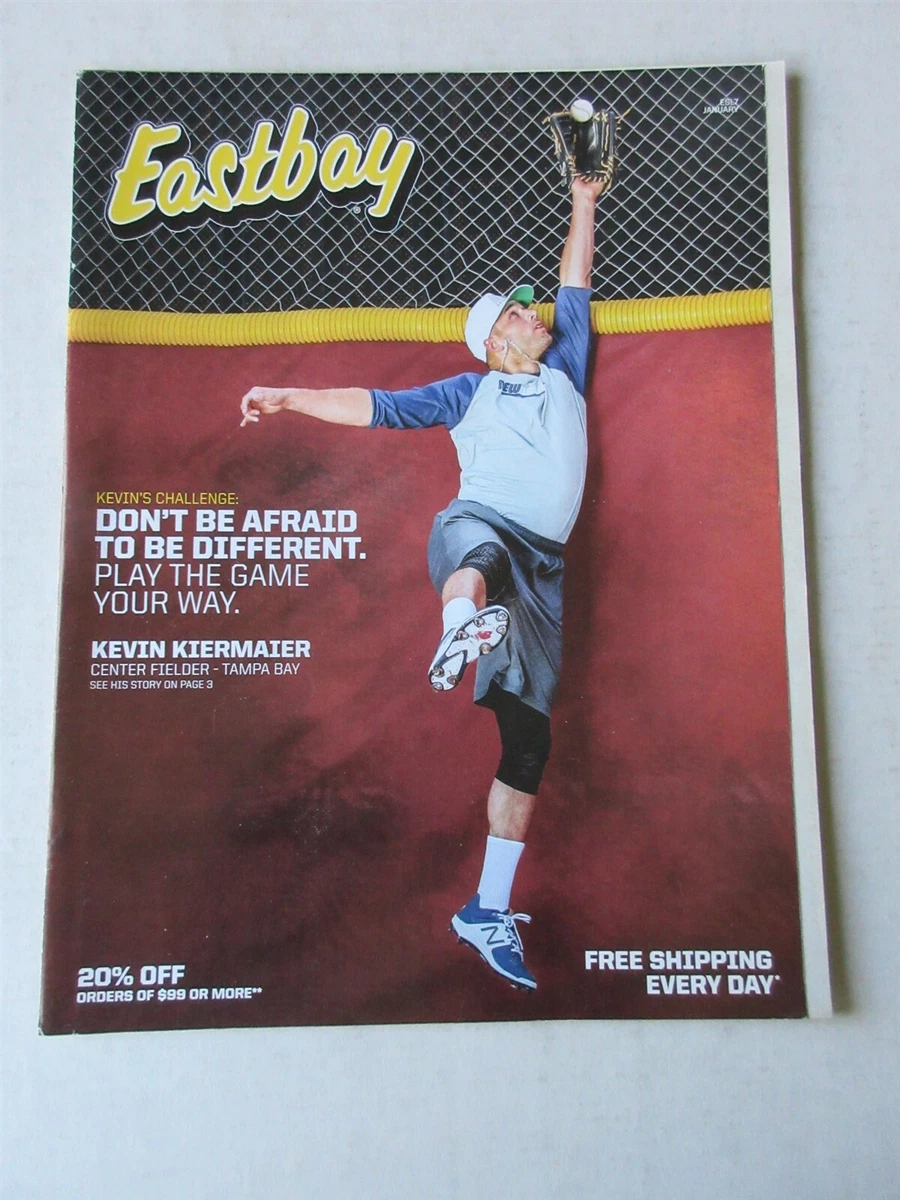 Eastbay®
JANUARY
NEW
KEVIN'S CHALLENGE:
DON'T BE AFRAID
TO BE DIFFERENT.
PLAY THE GAME
YOUR WAY.
KEVIN KIERMAIER
CENTER FIELDER - TAMPA BAY
SEE HIS STORY ON PAGE 3
N
20% OFF
ORDERS OF $99 OR MORE**
FREE SHIPPING
EVERY DAY*